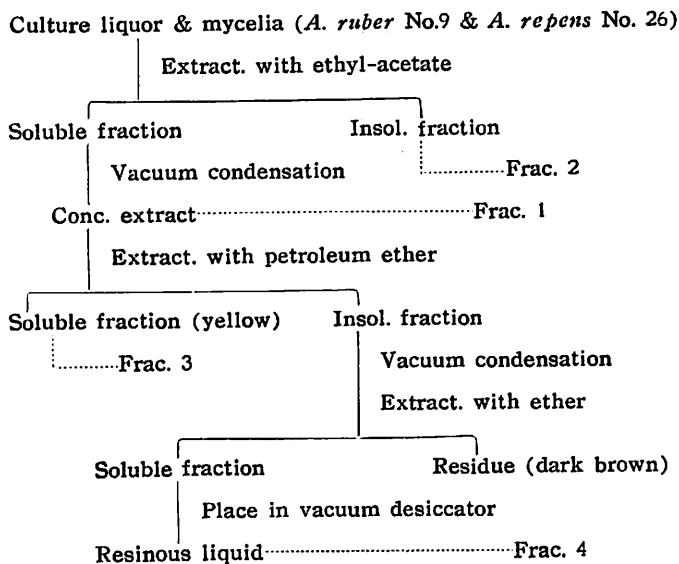 Culture liquor & mycelia (A. ruber No.9 & A. repens No. 26)
Extract. with ethyl-acetate
Soluble fraction Insol. fraction
Vacuum condensation Frac. 2
Conc. extract Frac. 1
Extract. with petroleum ether
Soluble fraction (yellow) Insol. fraction
Frac. 3 Vacuum condensation
Extract. with ether
Soluble fraction Residue (dark brown)
Place in vacuum desiccator
Resinous liquid Frac. 4